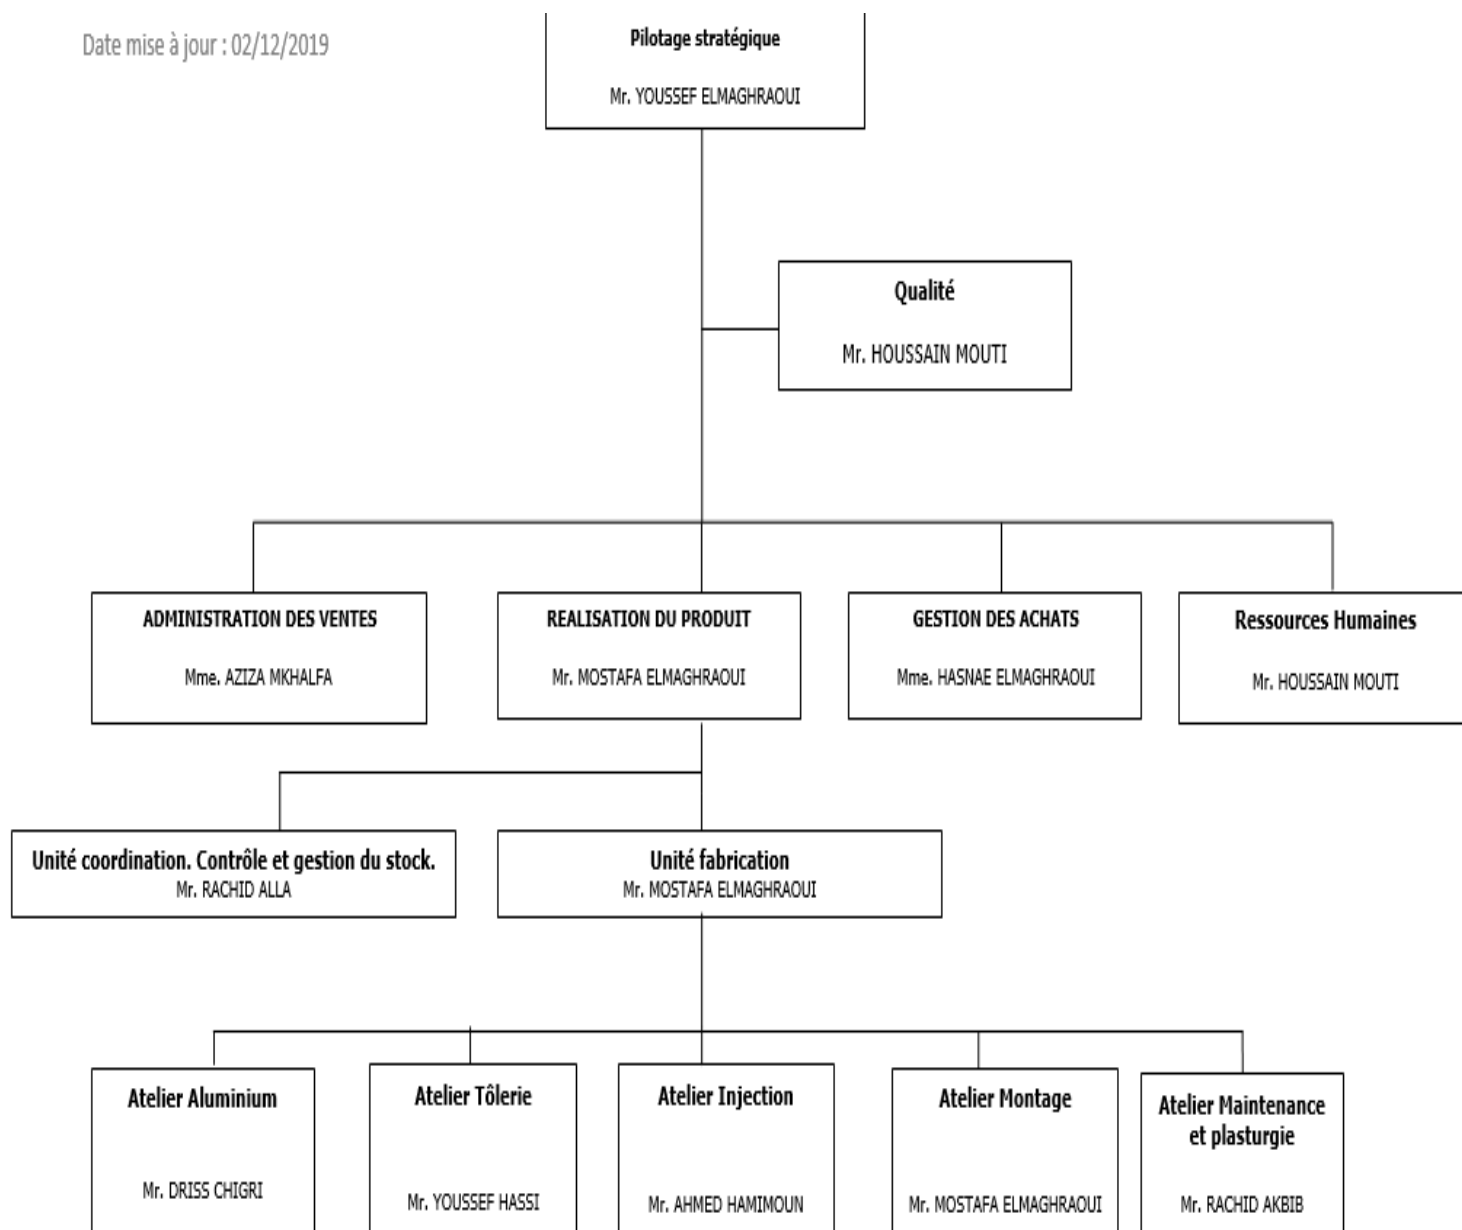 Date mise à jour : 02/12/2019
Pilotage stratégique
Mr. YOUSSEF ELMAGHRAOUI
Qualité
Mr. HOUSSAIN MOUTI
ADMINISTRATION DES VENTES
Mme. AZIZA MKHALFA
REALISATION DU PRODUIT
Mr. MOSTAFA ELMAGHRAOUI
GESTION DES ACHATS
Mme. HASNAE ELMAGHRAOUI
Ressources Humaines
Mr. HOUSSAIN MOUTI
Unité coordination. Contrôle et gestion du stock.
Mr. RACHID ALLA
Unité fabrication
Mr. MOSTAFA ELMAGHRAOUI
Atelier Aluminium
Mr. DRISS CHIGRI
Atelier Tôlerie
Mr. YOUSSEF HASSI
Atelier Injection
Mr. AHMED HAMIMOUN
Atelier Montage
Mr. MOSTAFA ELMAGHRAOUI
Atelier Maintenance
et plasturgie
Mr. RACHID AKBIB